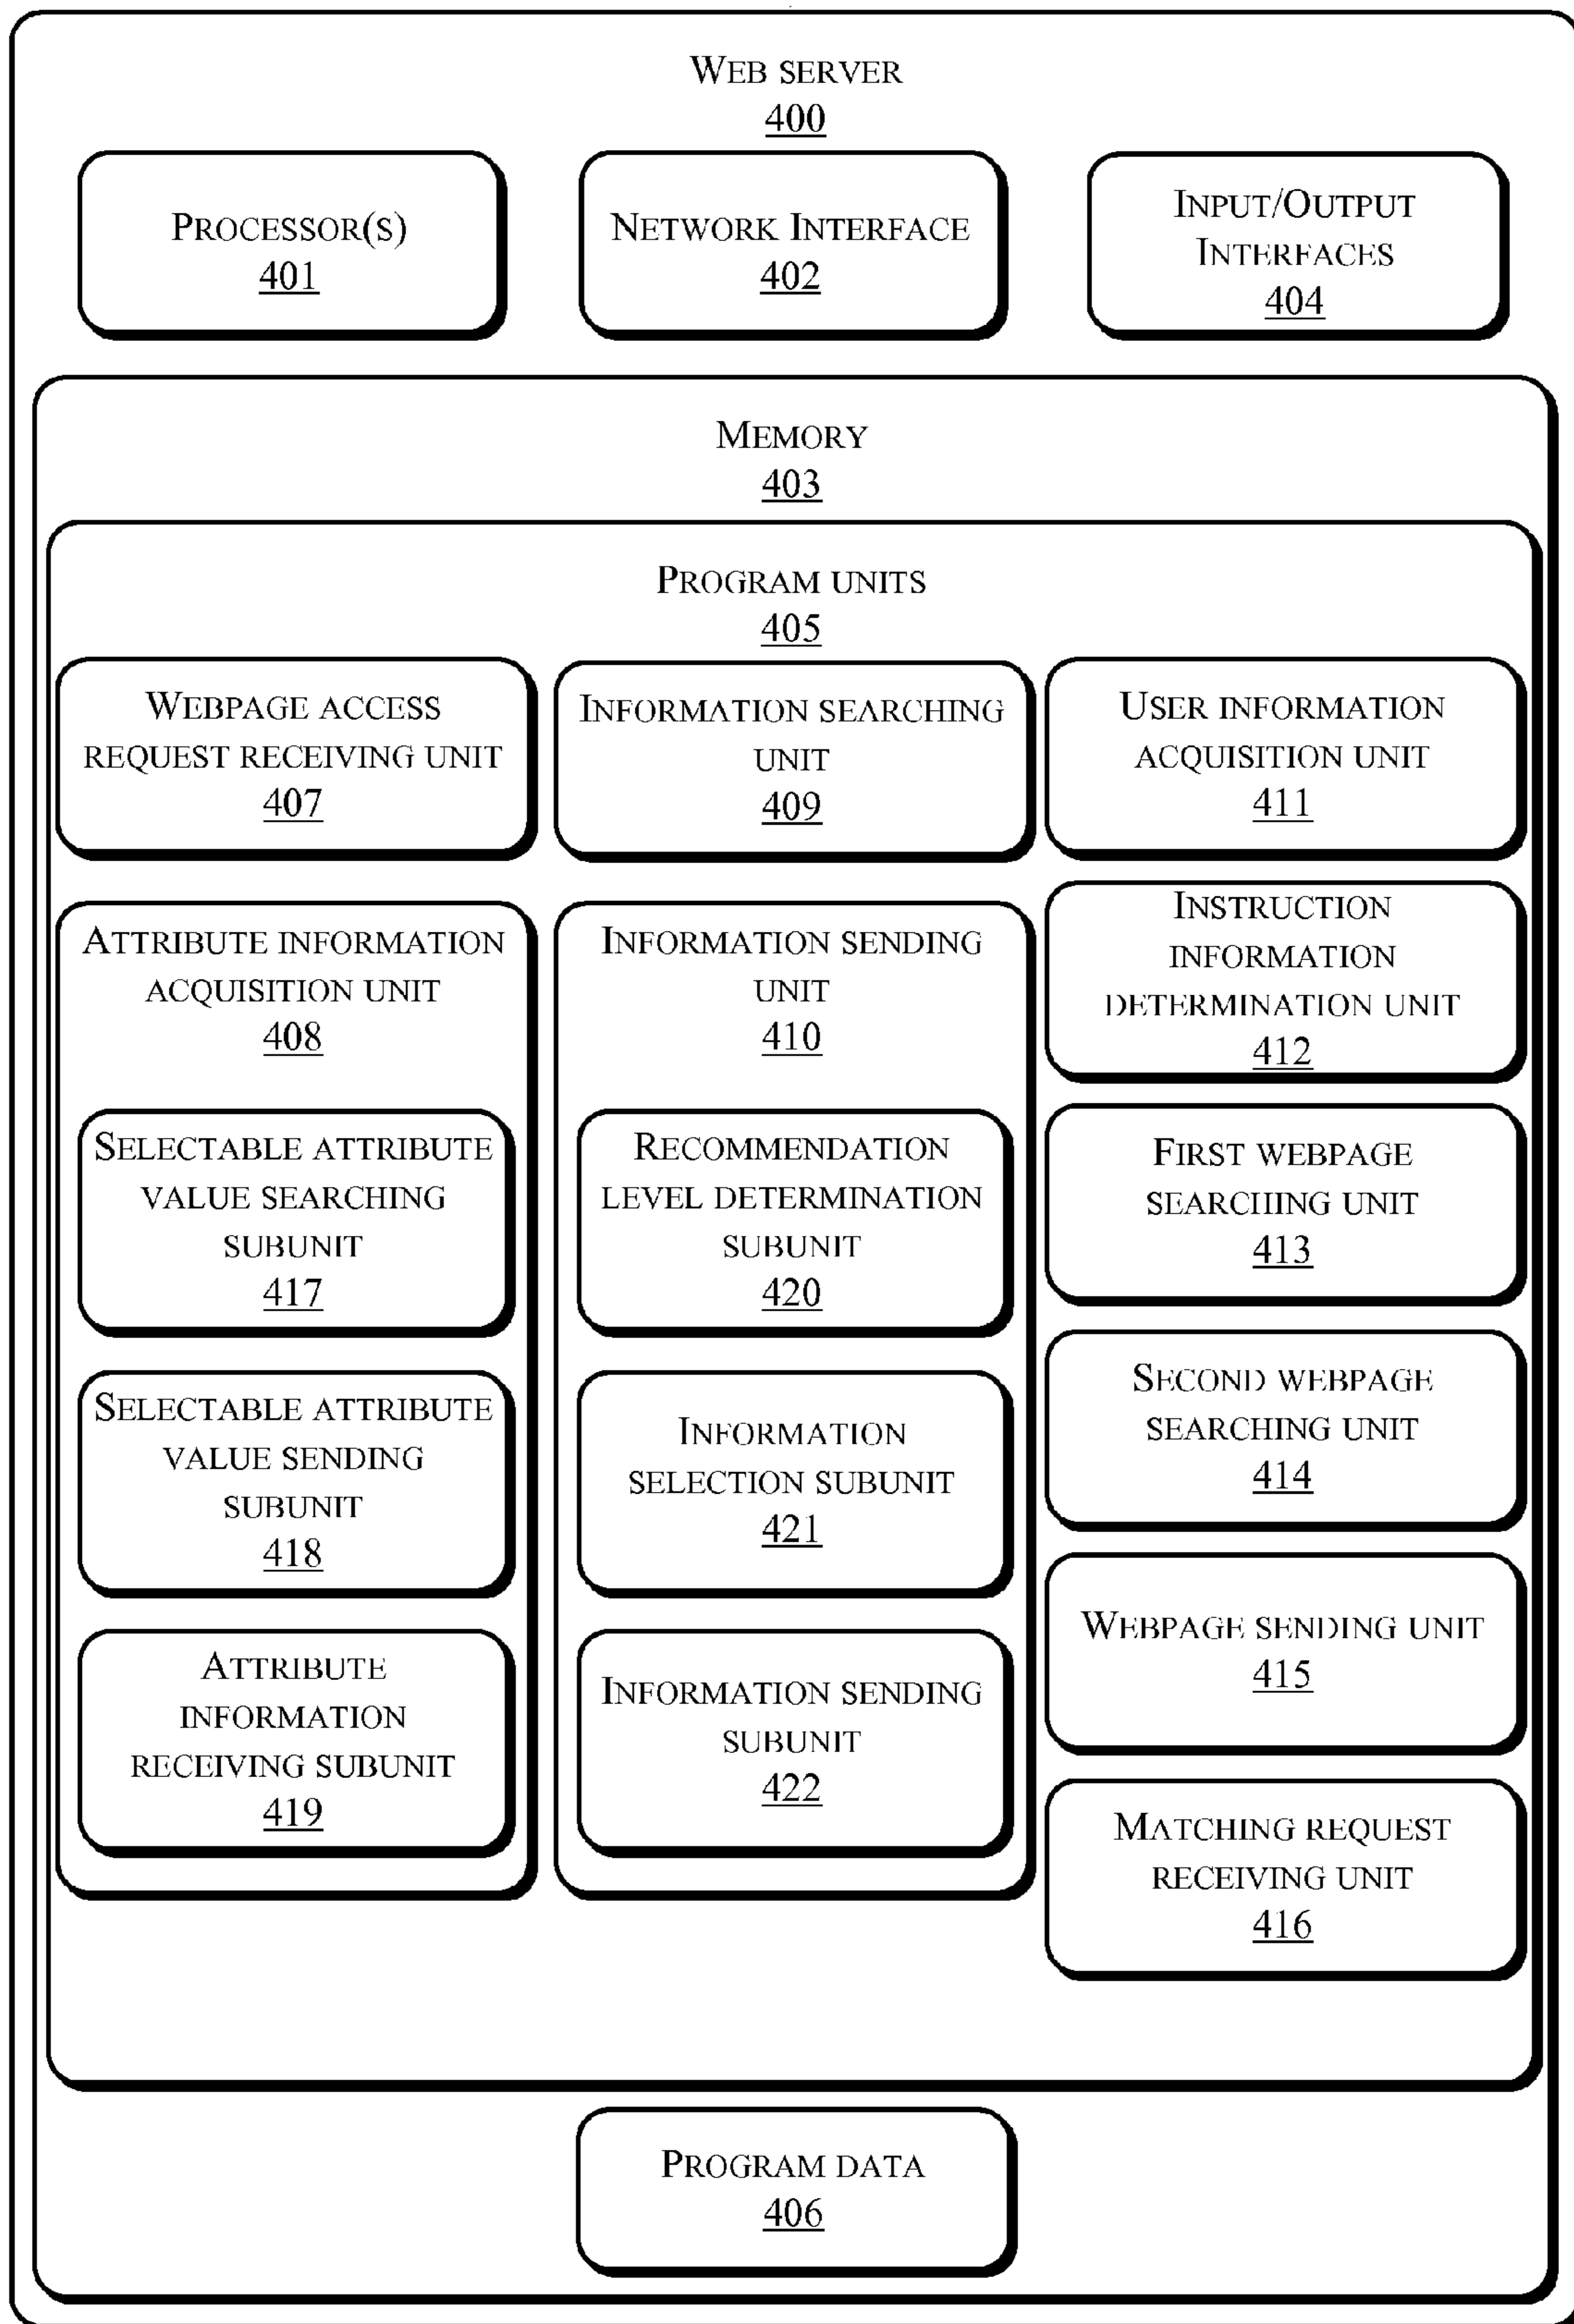 WEB SERVER
400
PROCESSOR(S)
401
NETWORK INTERFACE
402
INPUT/OUTPUT
INTERFACES
404
MEMORY
403
PROGRAM UNITS
405
WEBPAGE ACCESS
REQUEST RECEIVING UNIT
407
ATTRIBUTE INFORMATION
ACQUISITION UNIT
408
SELECTABLE ATTRIBUTE
VALUE SEARCHING
SUBUNIT
417
SELECTABLE ATTRIBUTE
VALUE SENDING
SUBUNIT
418
ATTRIBUTE
INFORMATION
RECEIVING SUBUNIT
419
INFORMATION SEARCHING
UNIT
409
INFORMATION SENDING
UNIT
410
RECOMMENDATION
LEVEL DETERMINATION
SUBUNIT
420
INFORMATION
SELECTION SUBUNIT
421
INFORMATION SENDING
SUBUNIT
422
USER INFORMATION
ACQUISITION UNIT
411
INSTRUCTION
INFORMATION
DETERMINATION UNIT
412
FIRST WEBPAGE
SEARCHING UNIT
413
SECOND WEBPAGE
SEARCHING UNIT
414
WEBPAGE SENDING UNIT
415
MATCHING REQUEST
RECEIVING UNIT
416
PROGRAM DATA
406